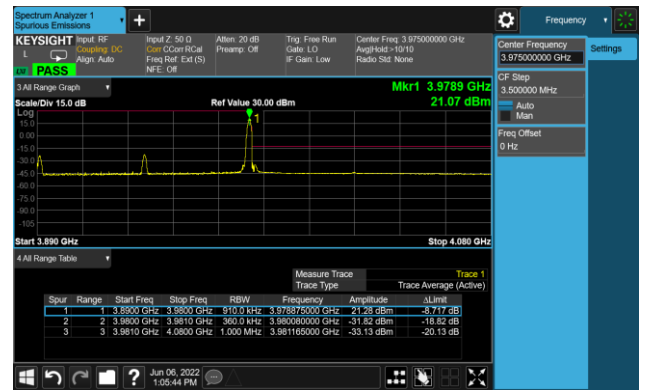 Spectrum Analyzer 1
Spurious Emissions
Frequency
KEYSIGHT Input: RF Input Z: 50 Ω Atten: 20 dB Trig: Free Run Center Freq: 3.975000000 GHz
L Coupling: DC Corr CCorr RCal Preamp: Off Gate: LO Avg|Hold:>10/10
Align: Auto Freq Ref: Ext (S) IF Gain: Low Radio Std: None
PASS NFE: Off
Center Frequency
3.975000000 GHz
Settings
CF Step
3.500000 MHz
Auto
Man
Freq Offset
0 Hz
3 All Range Graph
Mkr1 3.9789 GHz
Scale/Div 15.0 dB Ref Value 30.00 dBm 21.07 dBm
Log
1
15.0
0.00
-15.0
-30.0
-45.0
-60.0
-75.0
-90.0
-105
Start 3.890 GHz Stop 4.080 GHz
4 All Range Table
Measure Trace Trace 1
Trace Type Trace Average (Active)
Spur Range Start Freq Stop Freq RBW Frequency Amplitude ΔLimit
1 1 3.8900 GHz 3.9800 GHz 910.0 kHz 3.978875000 GHz 21.28 dBm -8.717 dB
2 2 3.9800 GHz 3.9810 GHz 360.0 kHz 3.980080000 GHz -31.82 dBm -18.82 dB
3 3 3.9810 GHz 4.0800 GHz 1.000 MHz 3.981165000 GHz -33.13 dBm -20.13 dB
Jun 06, 2022
1:05:44 PM